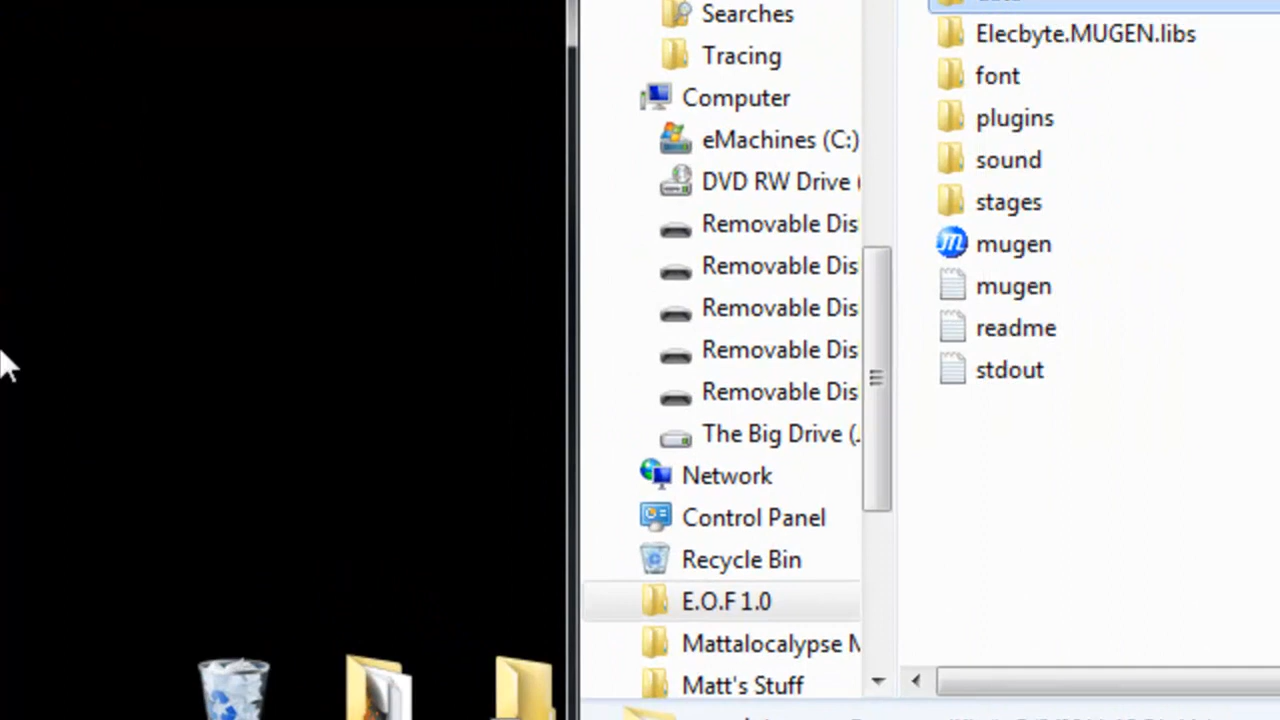 Searches
Tracing
Computer
eMachines (C:)
DVD RW Drive (
Removable Dis
Removable Dis
Removable Dis
Removable Dis
Removable Dis
The Big Drive (.
Network
Control Panel
Recycle Bin
E.O.F 1.0
Mattalocalypse M
Matt's Stuff
Elecbyte.MUGEN.libs
font
plugins
sound
stages
mugen
mugen
readme
stdout